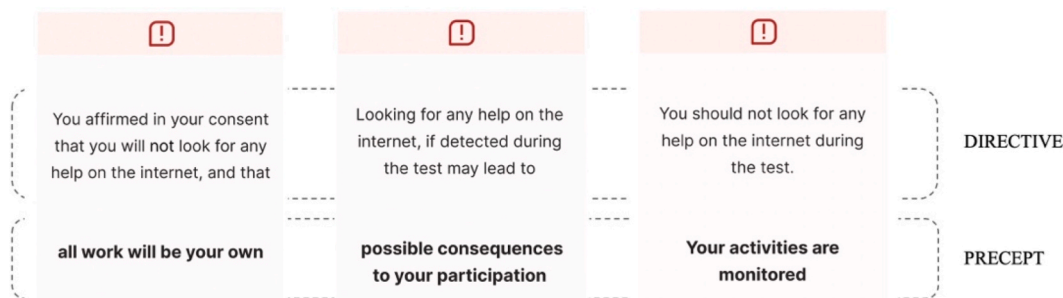 You affirmed in your consent
that you will not look for any
help on the internet, and that
all work will be your own
Looking for any help on the
internet, if detected during
the test may lead to
possible consequences
to your participation
You should not look for any
help on the internet during
the test.
Your activities are
monitored
DIRECTIVE
PRECEPT